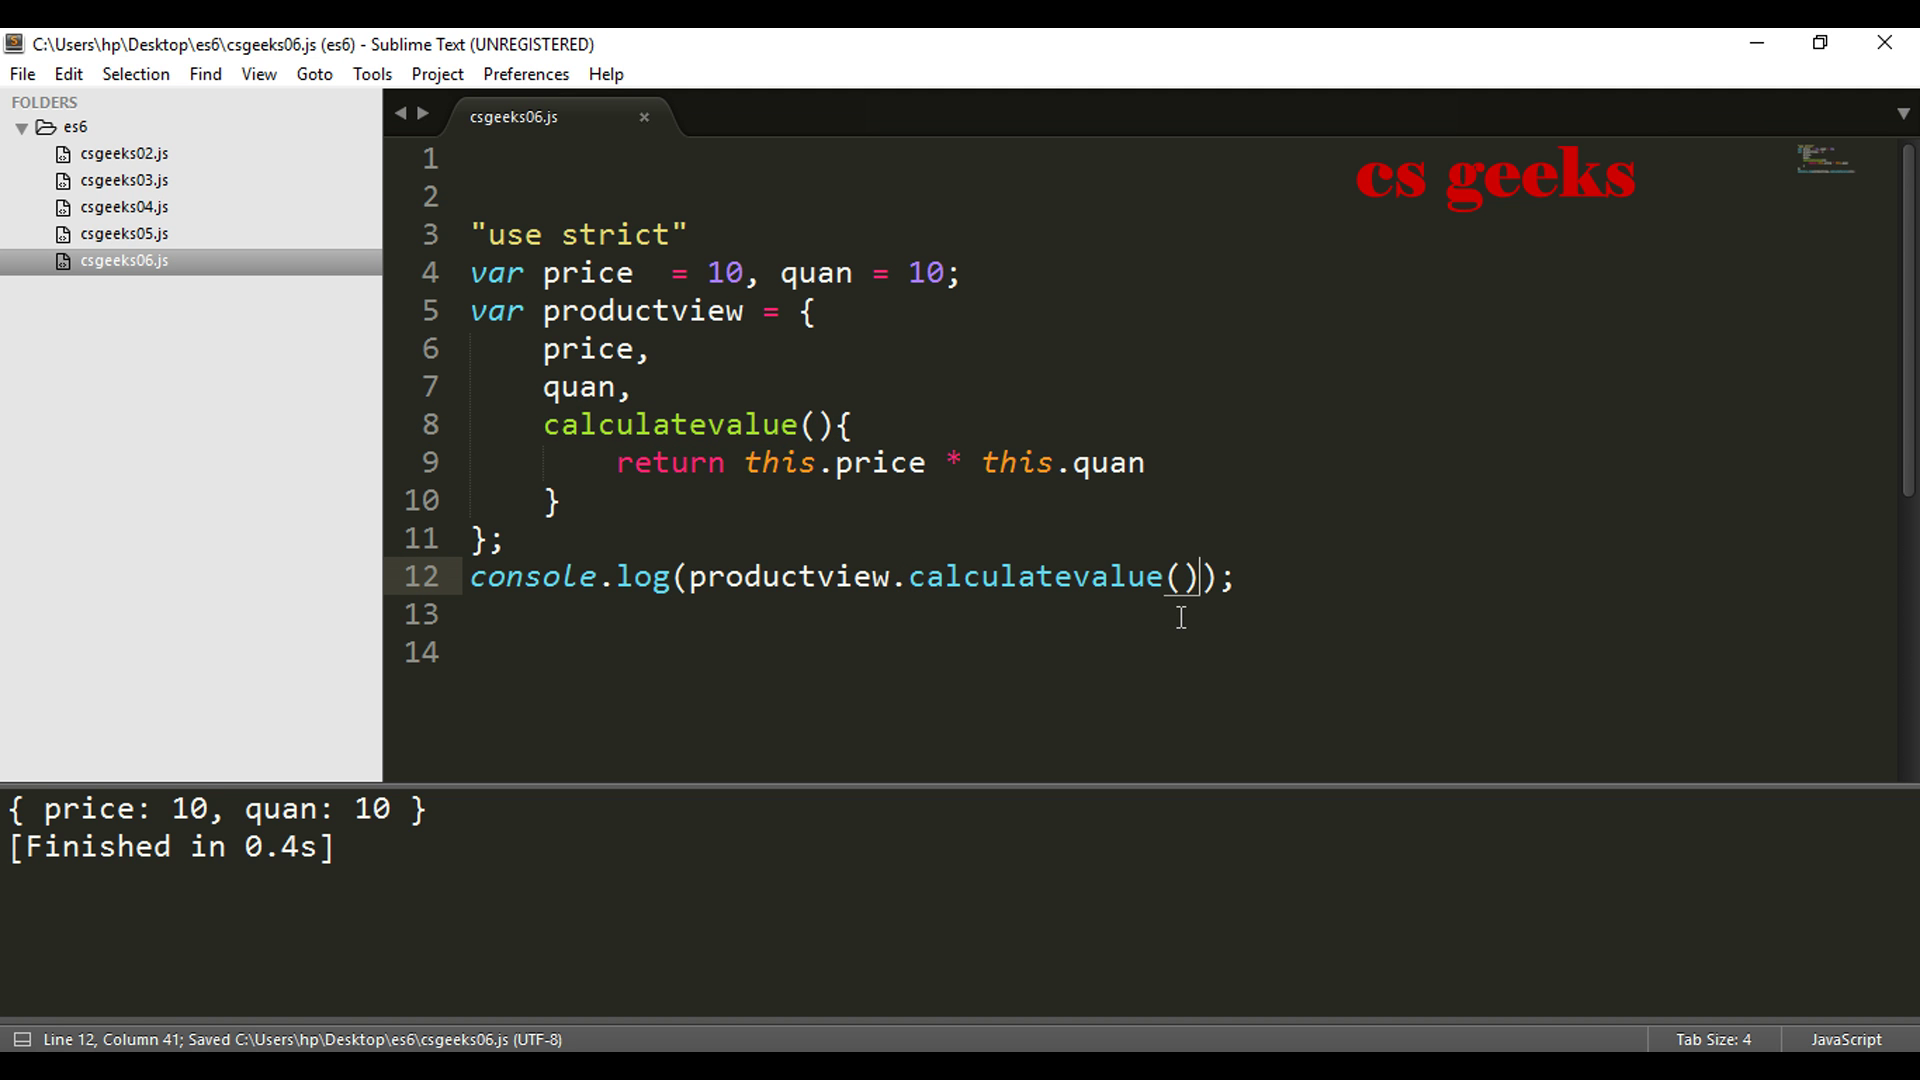 C:\Users\hp\Desktop\es6\csgeeks06.js (es6) - Sublime Text (UNREGISTERED)
File Edit Selection Find View Goto Tools Project Preferences Help
FOLDERS
es6
csgeeks02.js
csgeeks03.js
csgeeks04.js
csgeeks05.js
csgeeks06.js
csgeeks06.js
cs geeks
1
2
3 "use strict"
4 var price  = 10, quan = 10;
5 var productview = {
6     price,
7     quan,
8     calculatevalue(){
9         return this.price * this.quan
10     }
11 };
12 console.log(productview.calculatevalue());
13
14
{ price: 10, quan: 10 }
[Finished in 0.4s]
Line 12, Column 41; Saved C:\Users\hp\Desktop\es6\csgeeks06.js (UTF-8)
Tab Size: 4
JavaScript